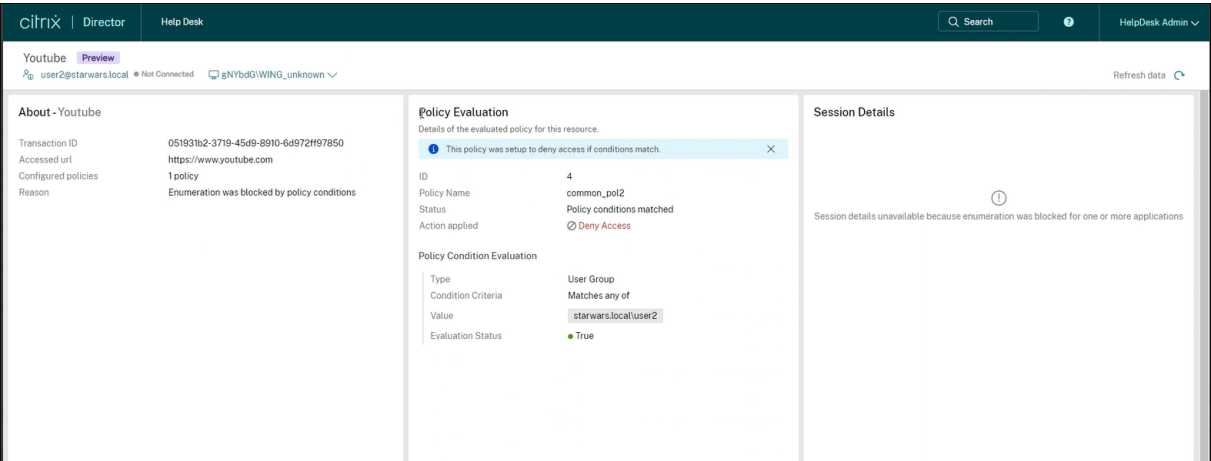 citrix | Director Help Desk Search HelpDesk Admin
Youtube Preview
user2@starwars.local Not Connected gNYbdG\WING_unknown Refresh data
About - Youtube
Transaction ID 051931b2-3719-45d9-8910-6d972ff97850
Accessed url https://www.youtube.com
Configured policies 1 policy
Reason Enumeration was blocked by policy conditions
Policy Evaluation
Details of the evaluated policy for this resource.
This policy was setup to deny access if conditions match.
ID 4
Policy Name common_pol2
Status Policy conditions matched
Action applied Deny Access
Policy Condition Evaluation
Type User Group
Condition Criteria Matches any of
Value starwars.local\user2
Evaluation Status True
Session Details
Session details unavailable because enumeration was blocked for one or more applications